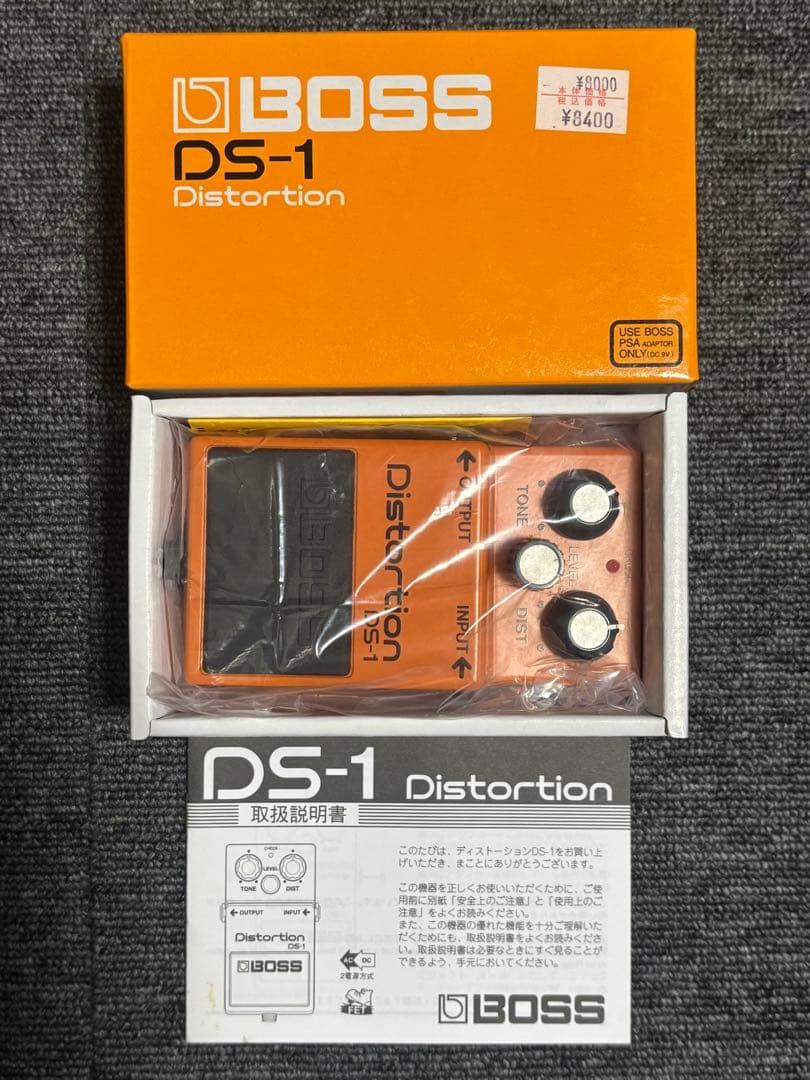 BOSS
DS-1
Distortion
¥8000
本体価格
税込価格
¥8400
USE BOSS
PSA ADAPTOR
ONLY(DC 9V)
BOSS
Distortion
DS-1
←OUTPUT
INPUT←
TONE
LEVEL
DIST
DS-1 Distortion
取扱説明書
CHECK
LEVEL
TONE
DIST
←OUTPUT
INPUT←
Distortion
DS-1
BOSS
AC DC
2電源方式
FET
このたびは、ディストーションDS-1をお買い上
げいただき、まことにありがとうございます。
この機器を正しくお使いいただくために、ご使
用前に別紙「安全上のご注意」と「使用上のご
注意」をよくお読みください。
また、この機器の優れた機能を十分ご理解いた
だくためにも、取扱説明書をよくお読みくださ
い。取扱説明書は必要なときにすぐ見ることが
できるよう、手元においてください。
BOSS